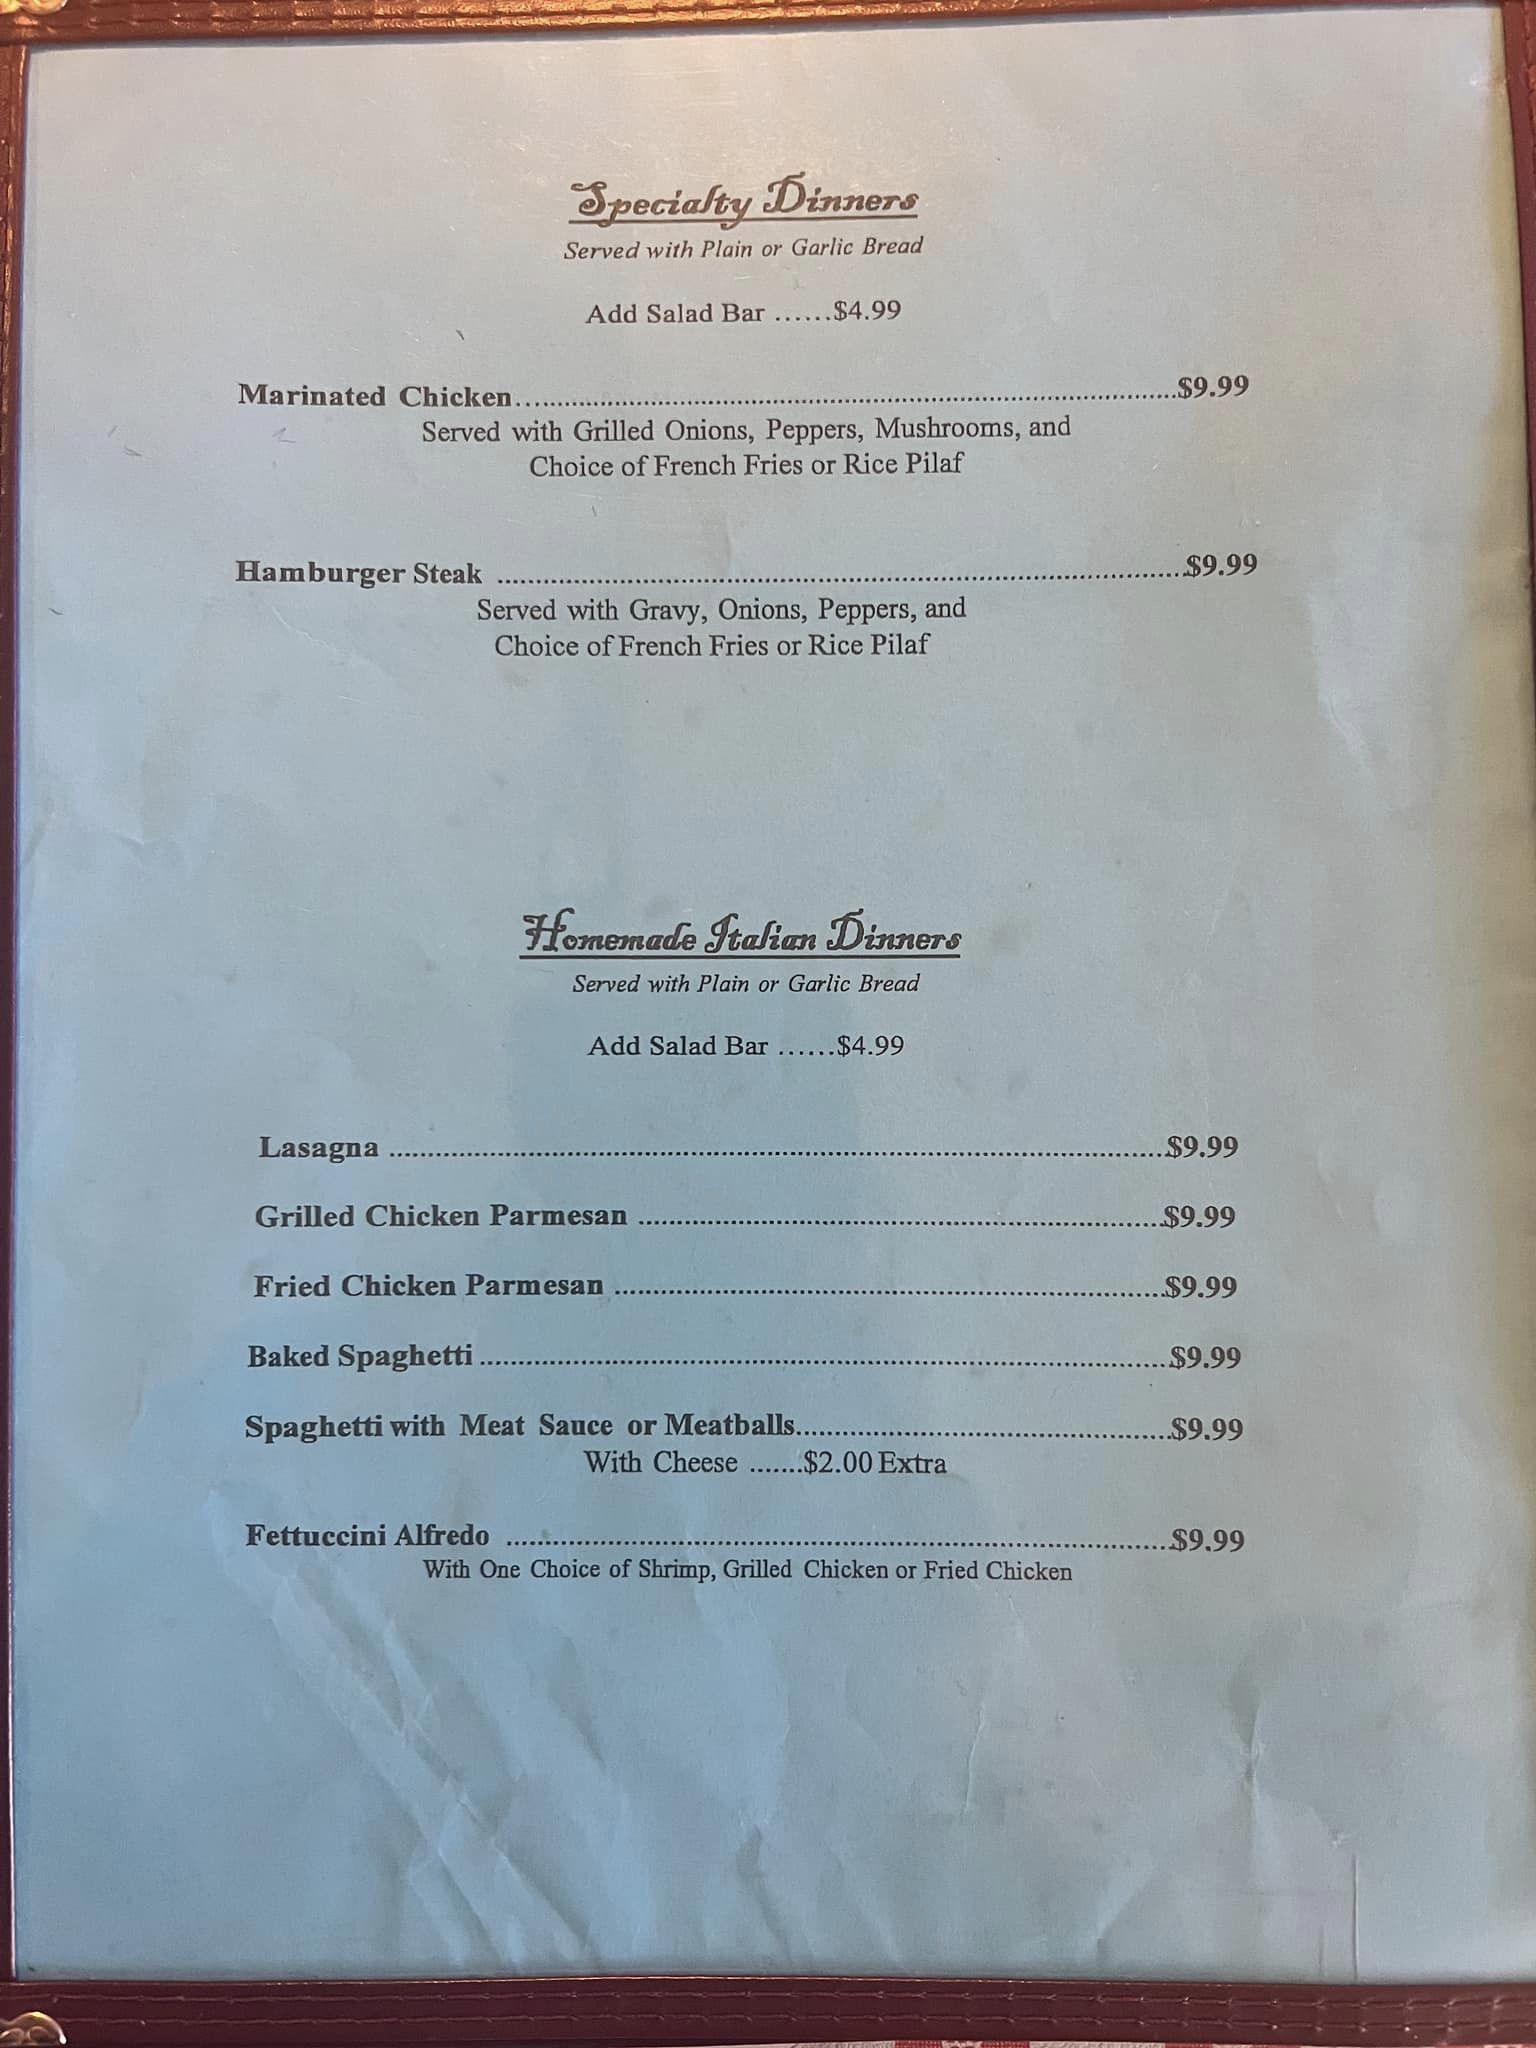 Specialty Dinners
Served with Plain or Garlic Bread
Add Salad Bar ......$4.99
Marinated Chicken....................$9.99
Served with Grilled Onions, Peppers, Mushrooms, and
Choice of French Fries or Rice Pilaf
Hamburger Steak ....................$9.99
Served with Gravy, Onions, Peppers, and
Choice of French Fries or Rice Pilaf
Homemade Italian Dinners
Served with Plain or Garlic Bread
Add Salad Bar ......$4.99
Lasagna ....................$9.99
Grilled Chicken Parmesan ....................$9.99
Fried Chicken Parmesan ....................$9.99
Baked Spaghetti ....................$9.99
Spaghetti with Meat Sauce or Meatballs....................$9.99
With Cheese .......$2.00 Extra
Fettuccini Alfredo ....................$9.99
With One Choice of Shrimp, Grilled Chicken or Fried Chicken